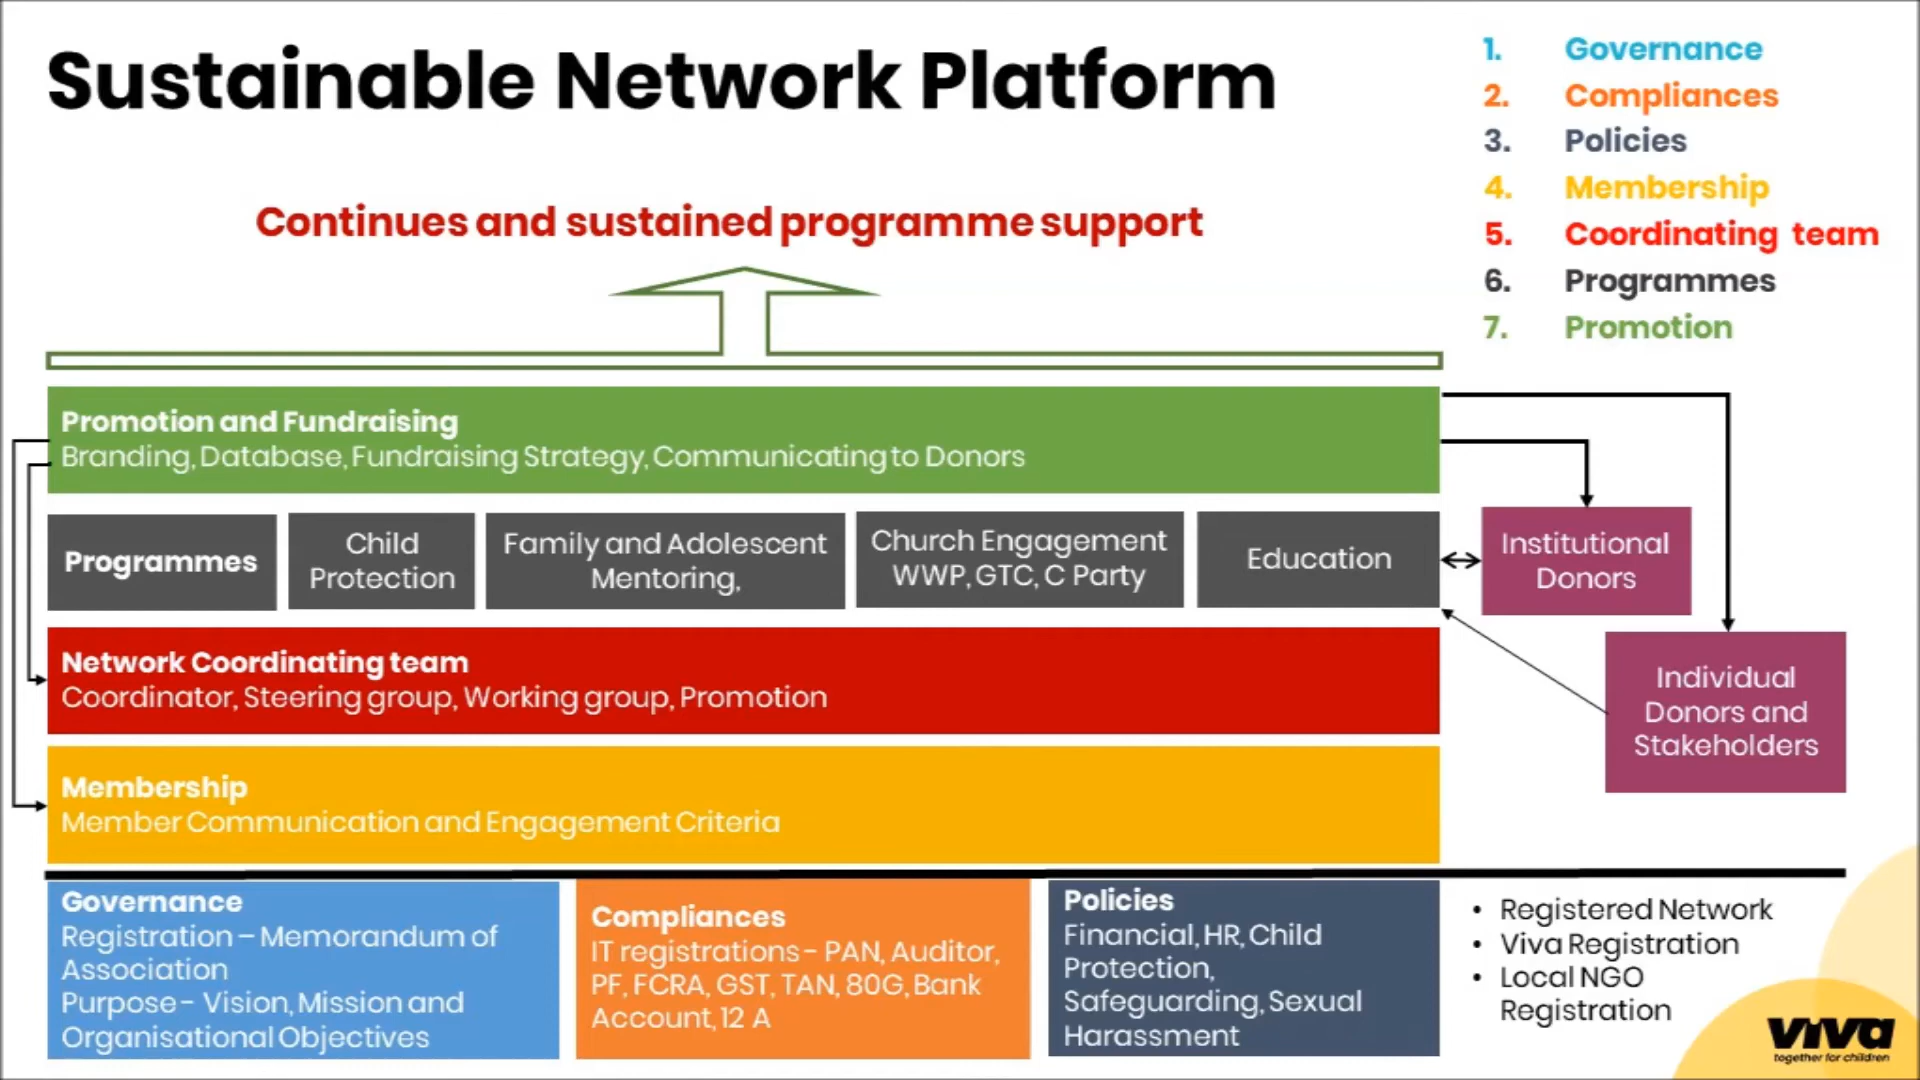 Sustainable Network Platform
1. Governance
2. Compliances
3. Policies
4. Membership
5. Coordinating team
6. Programmes
7. Promotion
Continues and sustained programme support
Promotion and Fundraising
Branding, Database, Fundraising Strategy, Communicating to Donors
Programmes
Child
Protection
Family and Adolescent
Mentoring,
Church Engagement
WWP, GTC, C Party
Education
Institutional
Donors
Network Coordinating team
Coordinator, Steering group, Working group, Promotion
Individual
Donors and
Stakeholders
Membership
Member Communication and Engagement Criteria
Governance
Registration – Memorandum of
Association
Purpose - Vision, Mission and
Organisational Objectives
Compliances
IT registrations - PAN, Auditor,
PF, FCRA, GST, TAN, 80G, Bank
Account, 12 A
Policies
Financial, HR, Child
Protection,
Safeguarding, Sexual
Harassment
• Registered Network
• Viva Registration
• Local NGO
Registration
viva
together for children